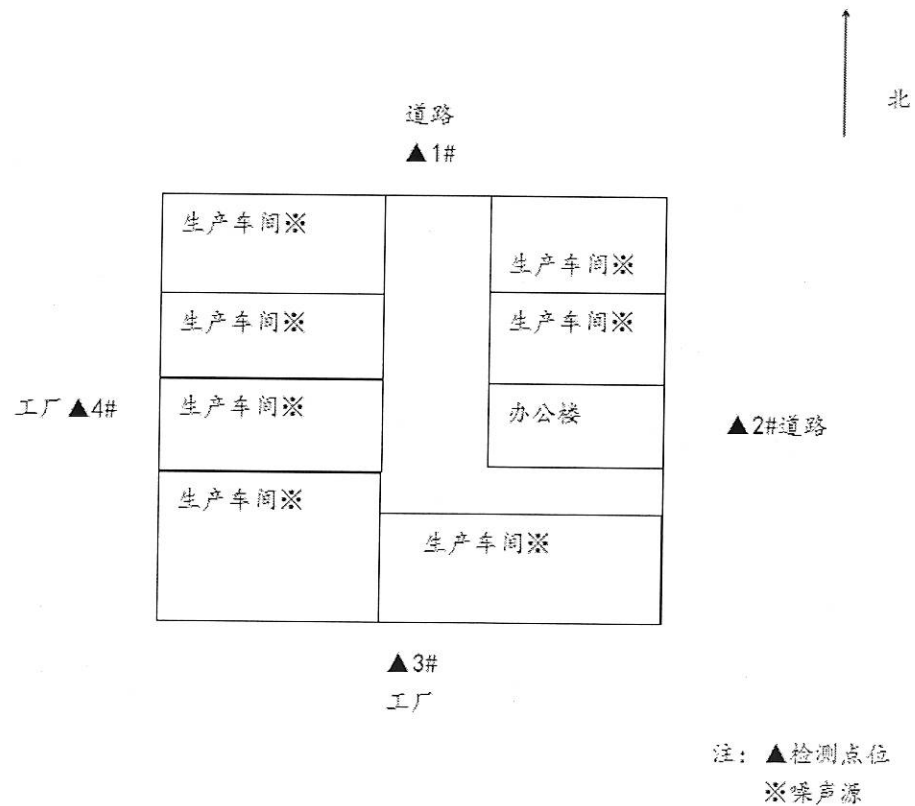 北
道路
▲1#
生产车间※
生产车间※
生产车间※
生产车间※
工厂▲4#
生产车间※
办公楼
▲2#道路
生产车间※
生产车间※
▲3#
工厂
注：▲检测点位
※噪声源